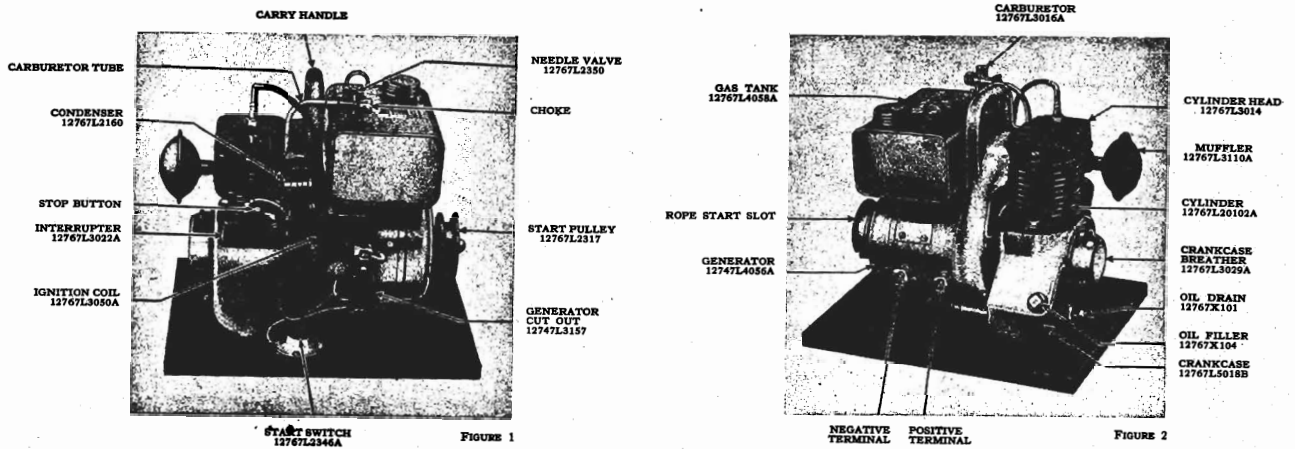 CARRY HANDLE
CARBURETOR TUBE
CONDENSER
12767L2160
STOP BUTTON
INTERRUPTER
12767L3022A
IGNITION COIL
12767L3050A
NEEDLE VALVE
12767L2350
CHOKE
START PULLEY
12767L2317
GENERATOR
CUT OUT
12747L3157
START SWITCH
12767L2346A
FIGURE 1
CARBURETOR
12767L3016A
GAS TANK
12767L4058A
ROPE START SLOT
GENERATOR
12747L4056A
CYLINDER HEAD
12767L3014
MUFFLER
12767L3110A
CYLINDER
12767L20102A
CRANKCASE
BREATHER
12767L3029A
OIL DRAIN
12767X101
OIL FILLER
12767X104
CRANKCASE
12767L5018B
NEGATIVE
TERMINAL
POSITIVE
TERMINAL
FIGURE 2